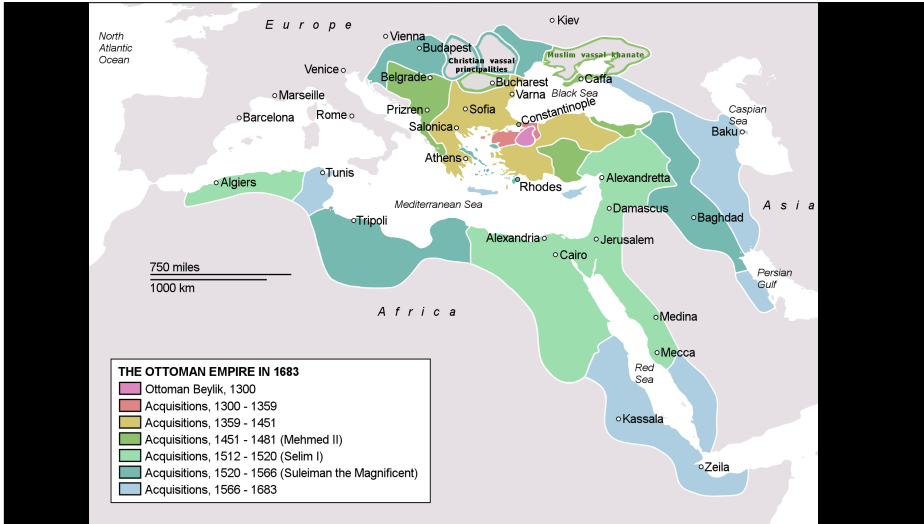 Europe
Kiev
North
Atlantic
Ocean
Vienna
Budapest
Christian vassal
principalities
Muslim vassal khanate
Venice
Belgrade
Bucharest
Caffa
Black Sea
Marseille
Varna
Caspian
Sea
Barcelona
Rome
Prizren
Sofia
Constantinople
Salonica
Baku
Athens
Tunis
Algiers
Rhodes
Alexandretta
Mediterranean Sea
Asia
Tripoli
Damascus
Baghdad
Alexandria
Jerusalem
Cairo
750 miles
1000 km
Persian
Gulf
Africa
Medina
Mecca
Red
Sea
Kassala
Zeila
THE OTTOMAN EMPIRE IN 1683
Ottoman Beylik, 1300
Acquisitions, 1300 - 1359
Acquisitions, 1359 - 1451
Acquisitions, 1451 - 1481 (Mehmed II)
Acquisitions, 1512 - 1520 (Selim I)
Acquisitions, 1520 - 1566 (Suleiman the Magnificent)
Acquisitions, 1566 - 1683